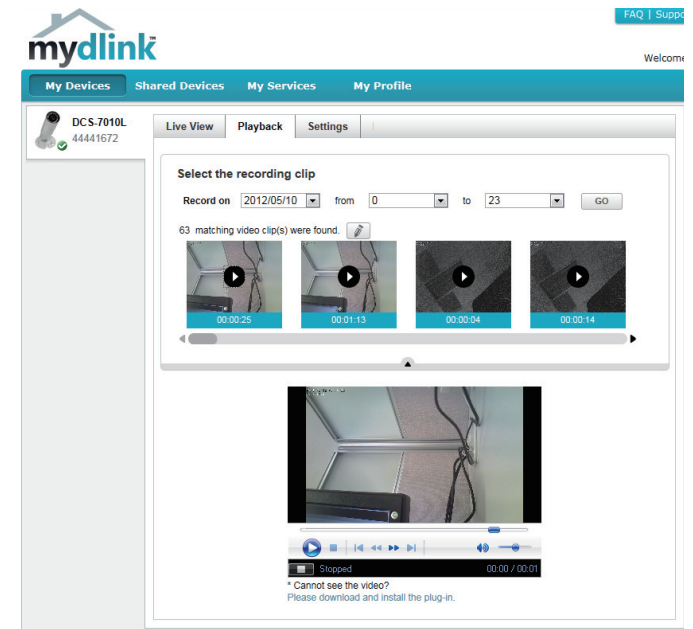 FAQ | Suppo
mydlink
Welcome
My Devices Shared Devices My Services My Profile
DCS-7010L
44441672
Live View Playback Settings
Select the recording clip
Record on 2012/05/10 from 0 to 23 GO
63 matching video clip(s) were found.
00:00:25 00:01:13 00:00:04 00:00:14
Stopped 00:00 / 00:01
* Cannot see the video?
Please download and install the plug-in.